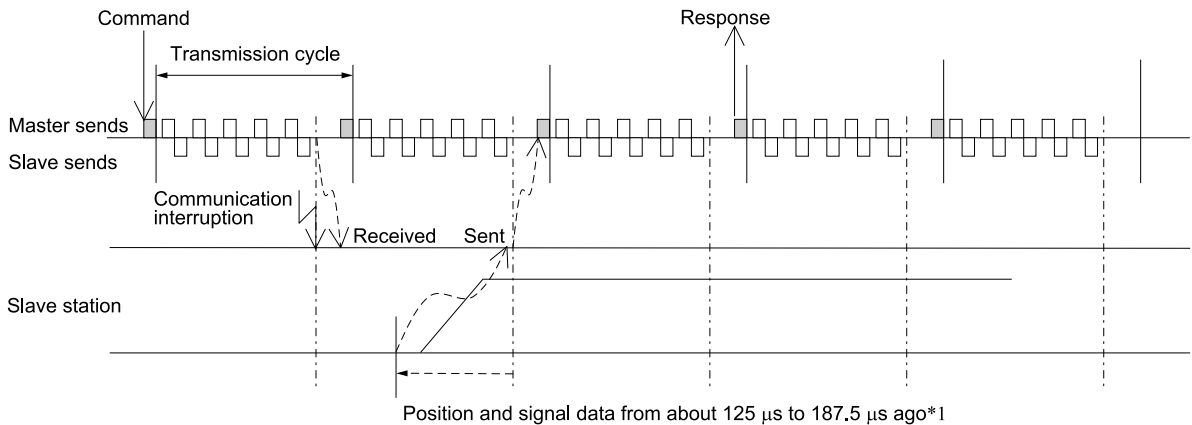 Command
Response
Transmission cycle
Master sends
Slave sends
Communication
interruption
Received
Sent
Slave station
Position and signal data from about 125 μs to 187.5 μs ago*1